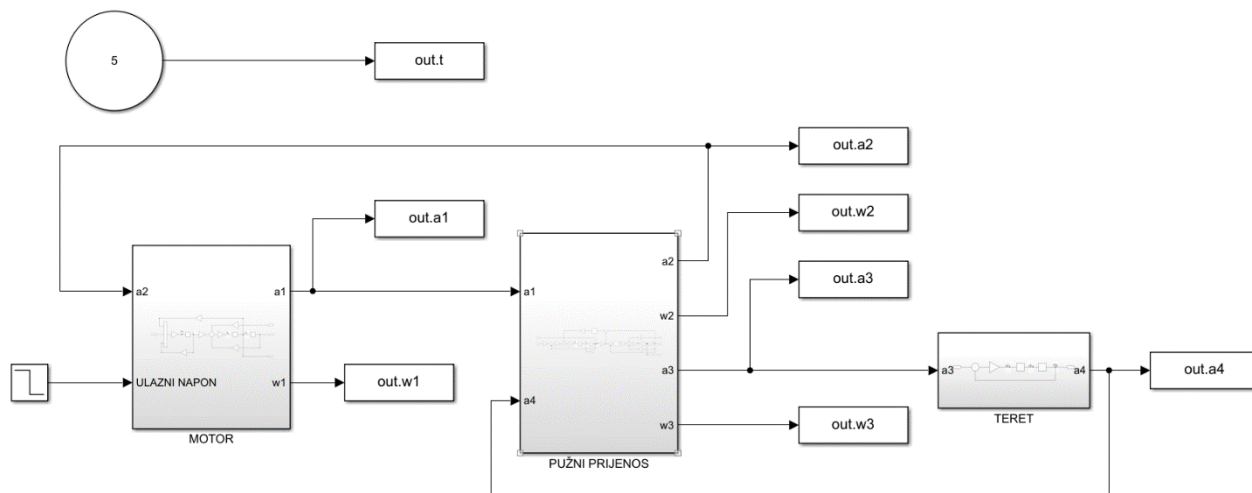 5
out.t
out.a2
out.a1
out.w2
a2
a2
a1
a1
out.a3
w2
a3
a3
a4
out.a4
ULAZNI NAPON
w1
out.w1
a4
w3
out.w3
MOTOR
PUŽNI PRIJENOS
TERET